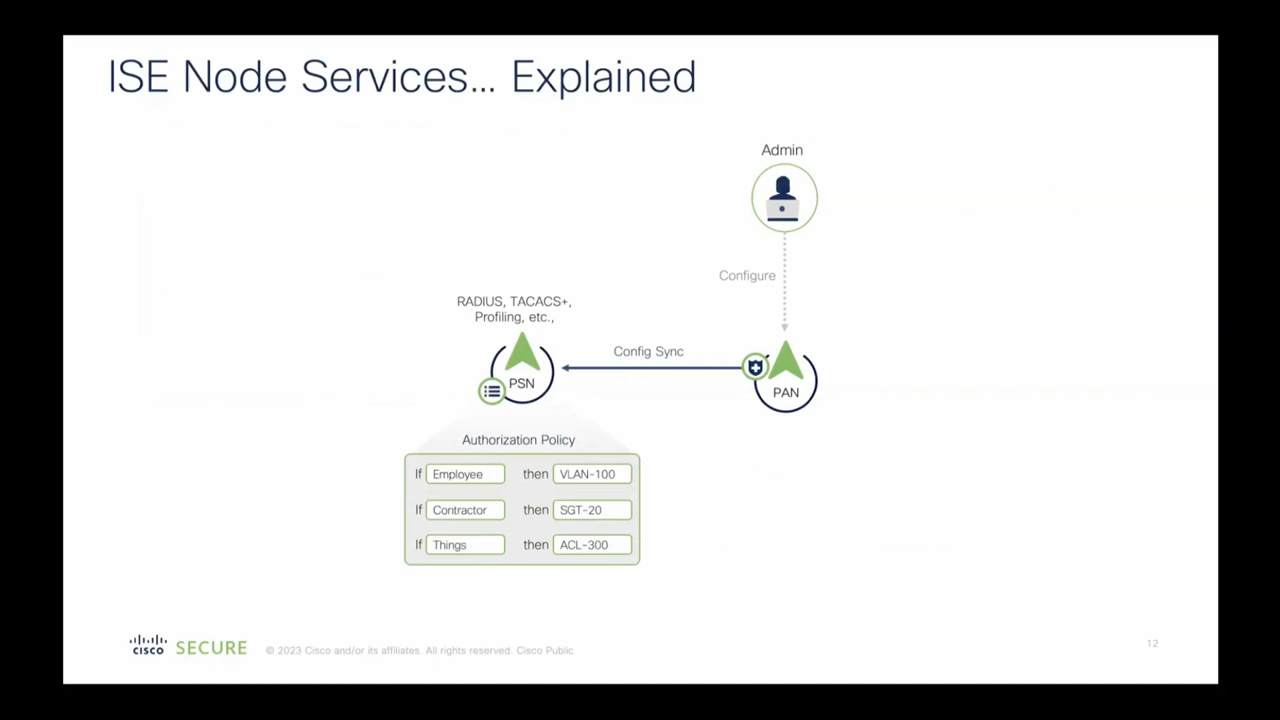 ISE Node Services... Explained
Admin
Configure
RADIUS, TACACS+,
Profiling, etc.,
Config Sync
PSN
PAN
Authorization Policy
If Employee then VLAN-100
If Contractor then SGT-20
If Things then ACL-300
cisco SECURE © 2023 Cisco and/or its affiliates. All rights reserved. Cisco Public
12